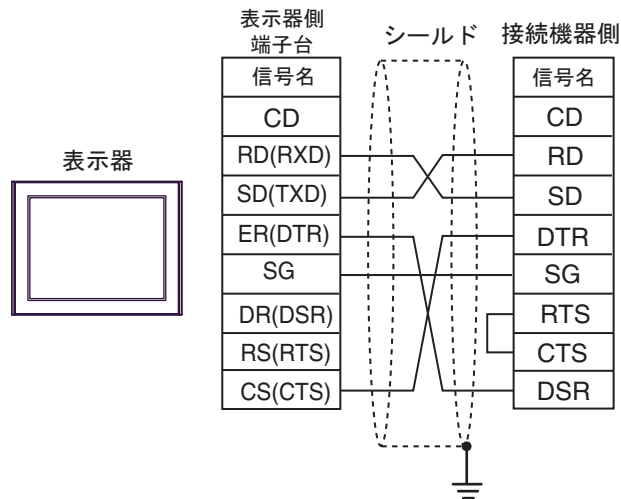 表示器側
端子台
シールド
接続機器側
表示器
信号名
CD
RD(RXD)
SD(TXD)
ER(DTR)
SG
DR(DSR)
RS(RTS)
CS(CTS)
信号名
CD
RD
SD
DTR
SG
RTS
CTS
DSR